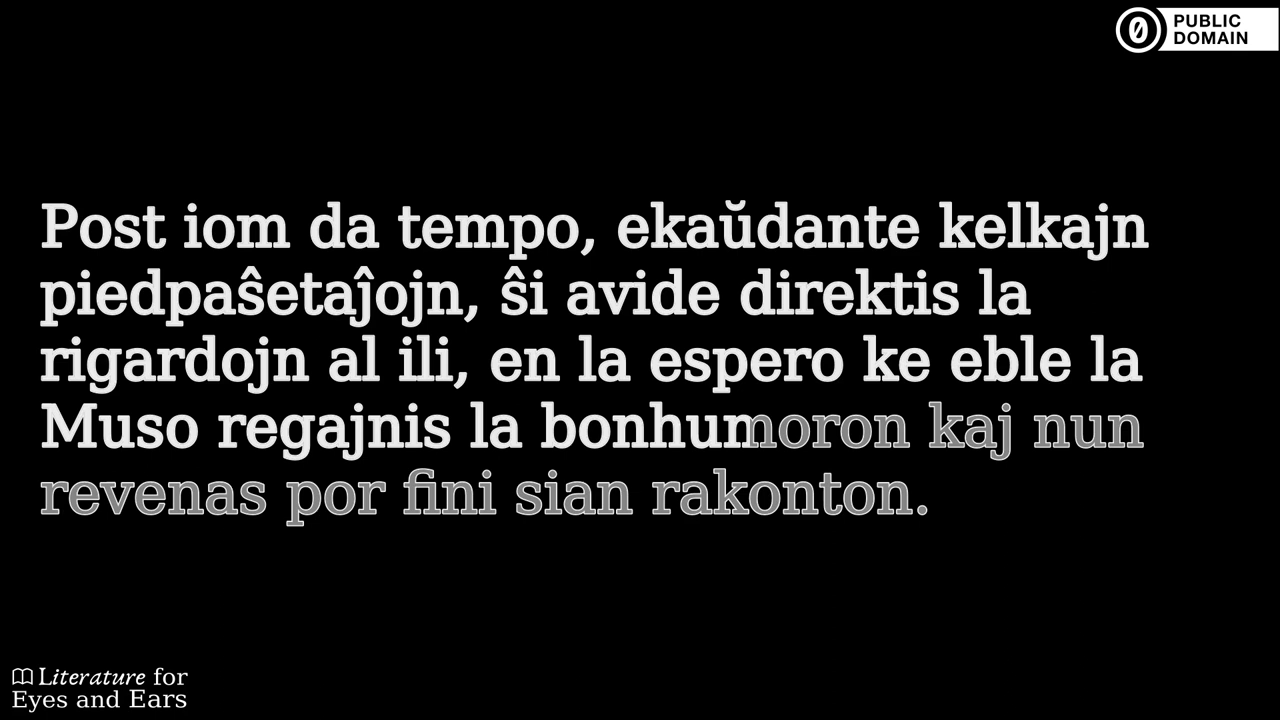 PUBLIC
DOMAIN
Post iom da tempo, ekaŭdante kelkajn
piedpaŝetaĵojn, ŝi avide direktis la
rigardojn al ili, en la espero ke eble la
Muso regajnis la bonhumoron kaj nun
revenas por fini sian rakonton.
Literature for
Eyes and Ears